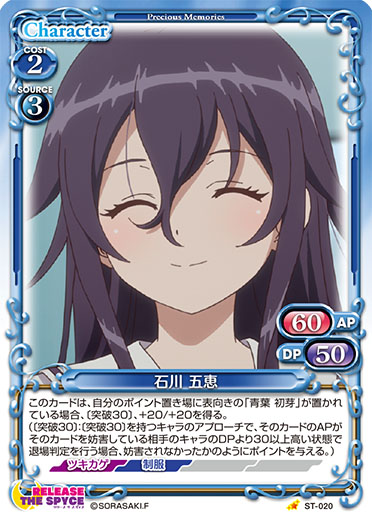 Precious Memories
Character
COST
2
SOURCE
3
60 AP
DP 50
石川 五恵
このカードは、自分のポイント置き場に表向きの「青葉 初芽」が置かれ
ている場合、［突破30］、+20/+20を得る。
(［突破30］：［突破30］を持つキャラのアプローチで、そのカードのAPが
そのカードを妨害している相手のキャラのDPより30以上高い状態で
退場判定を行う場合、妨害されなかったかのようにポイントを与える。)
ツキカゲ 制服
RELEASE
THE SPYCE
©SORASAKI.F
ST-020